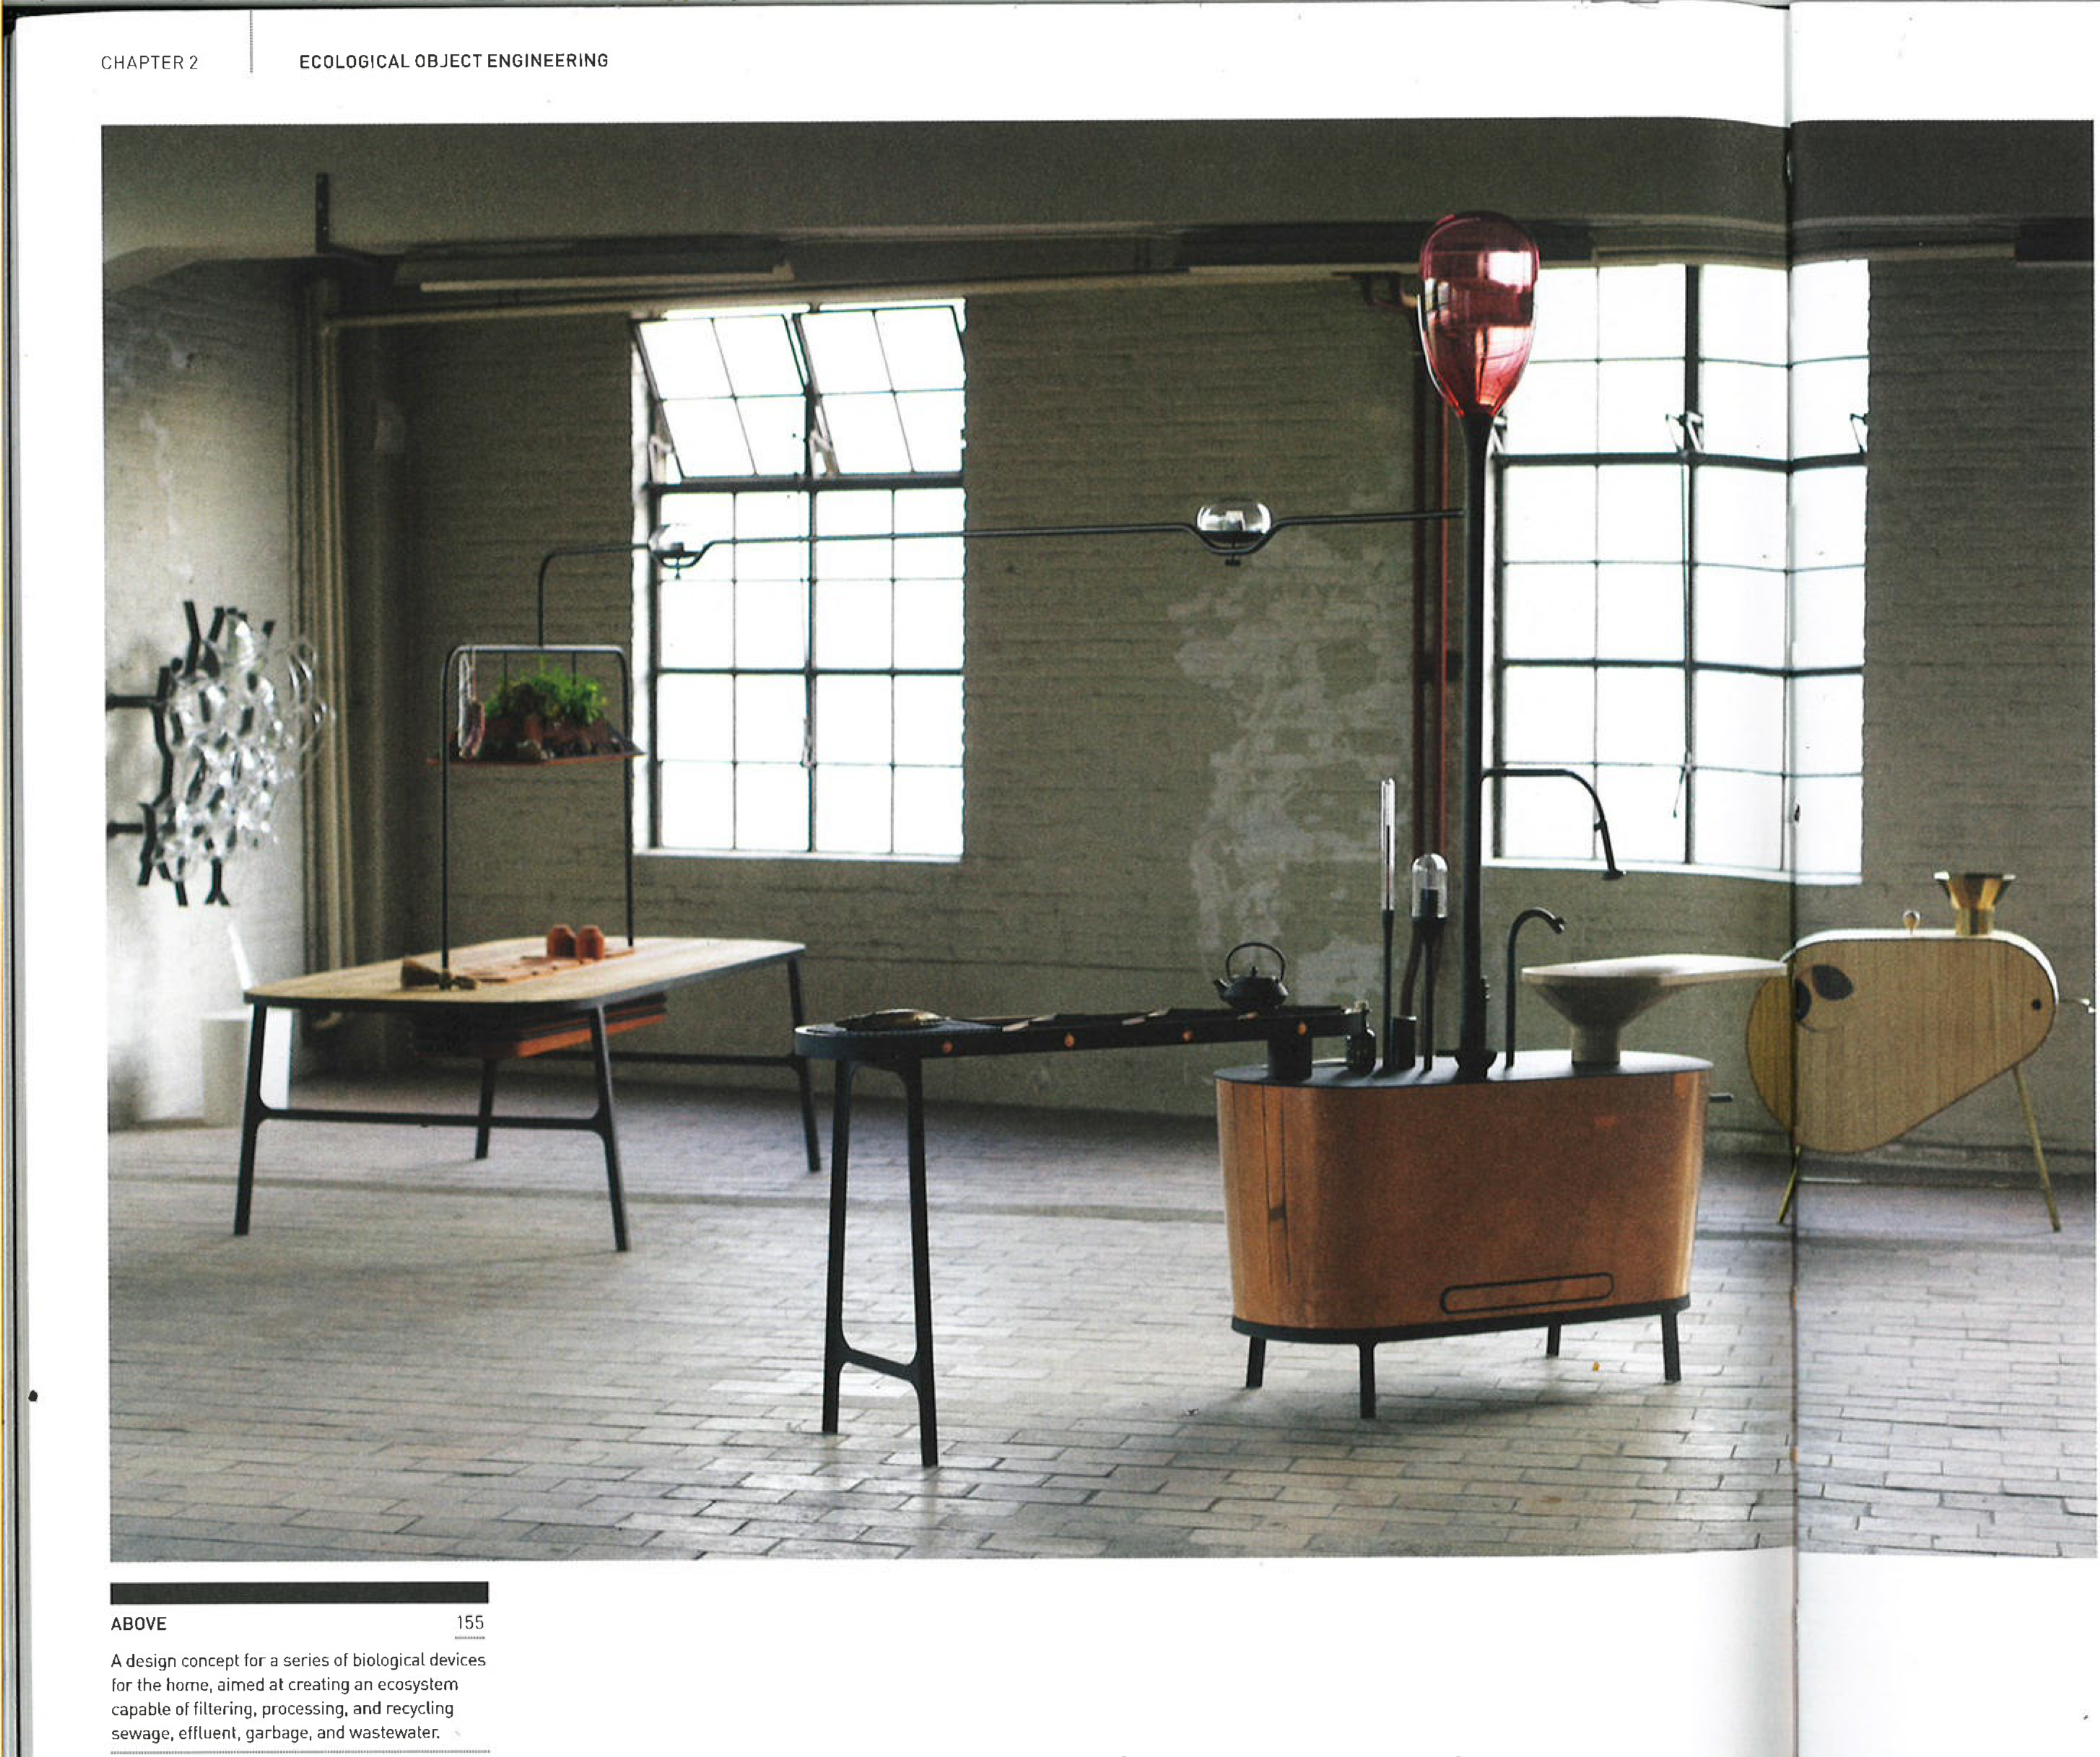 CHAPTER 2
ECOLOGICAL OBJECT ENGINEERING
ABOVE
155
A design concept for a series of biological devices
for the home, aimed at creating an ecosystem
capable of filtering, processing, and recycling
sewage, effluent, garbage, and wastewater.